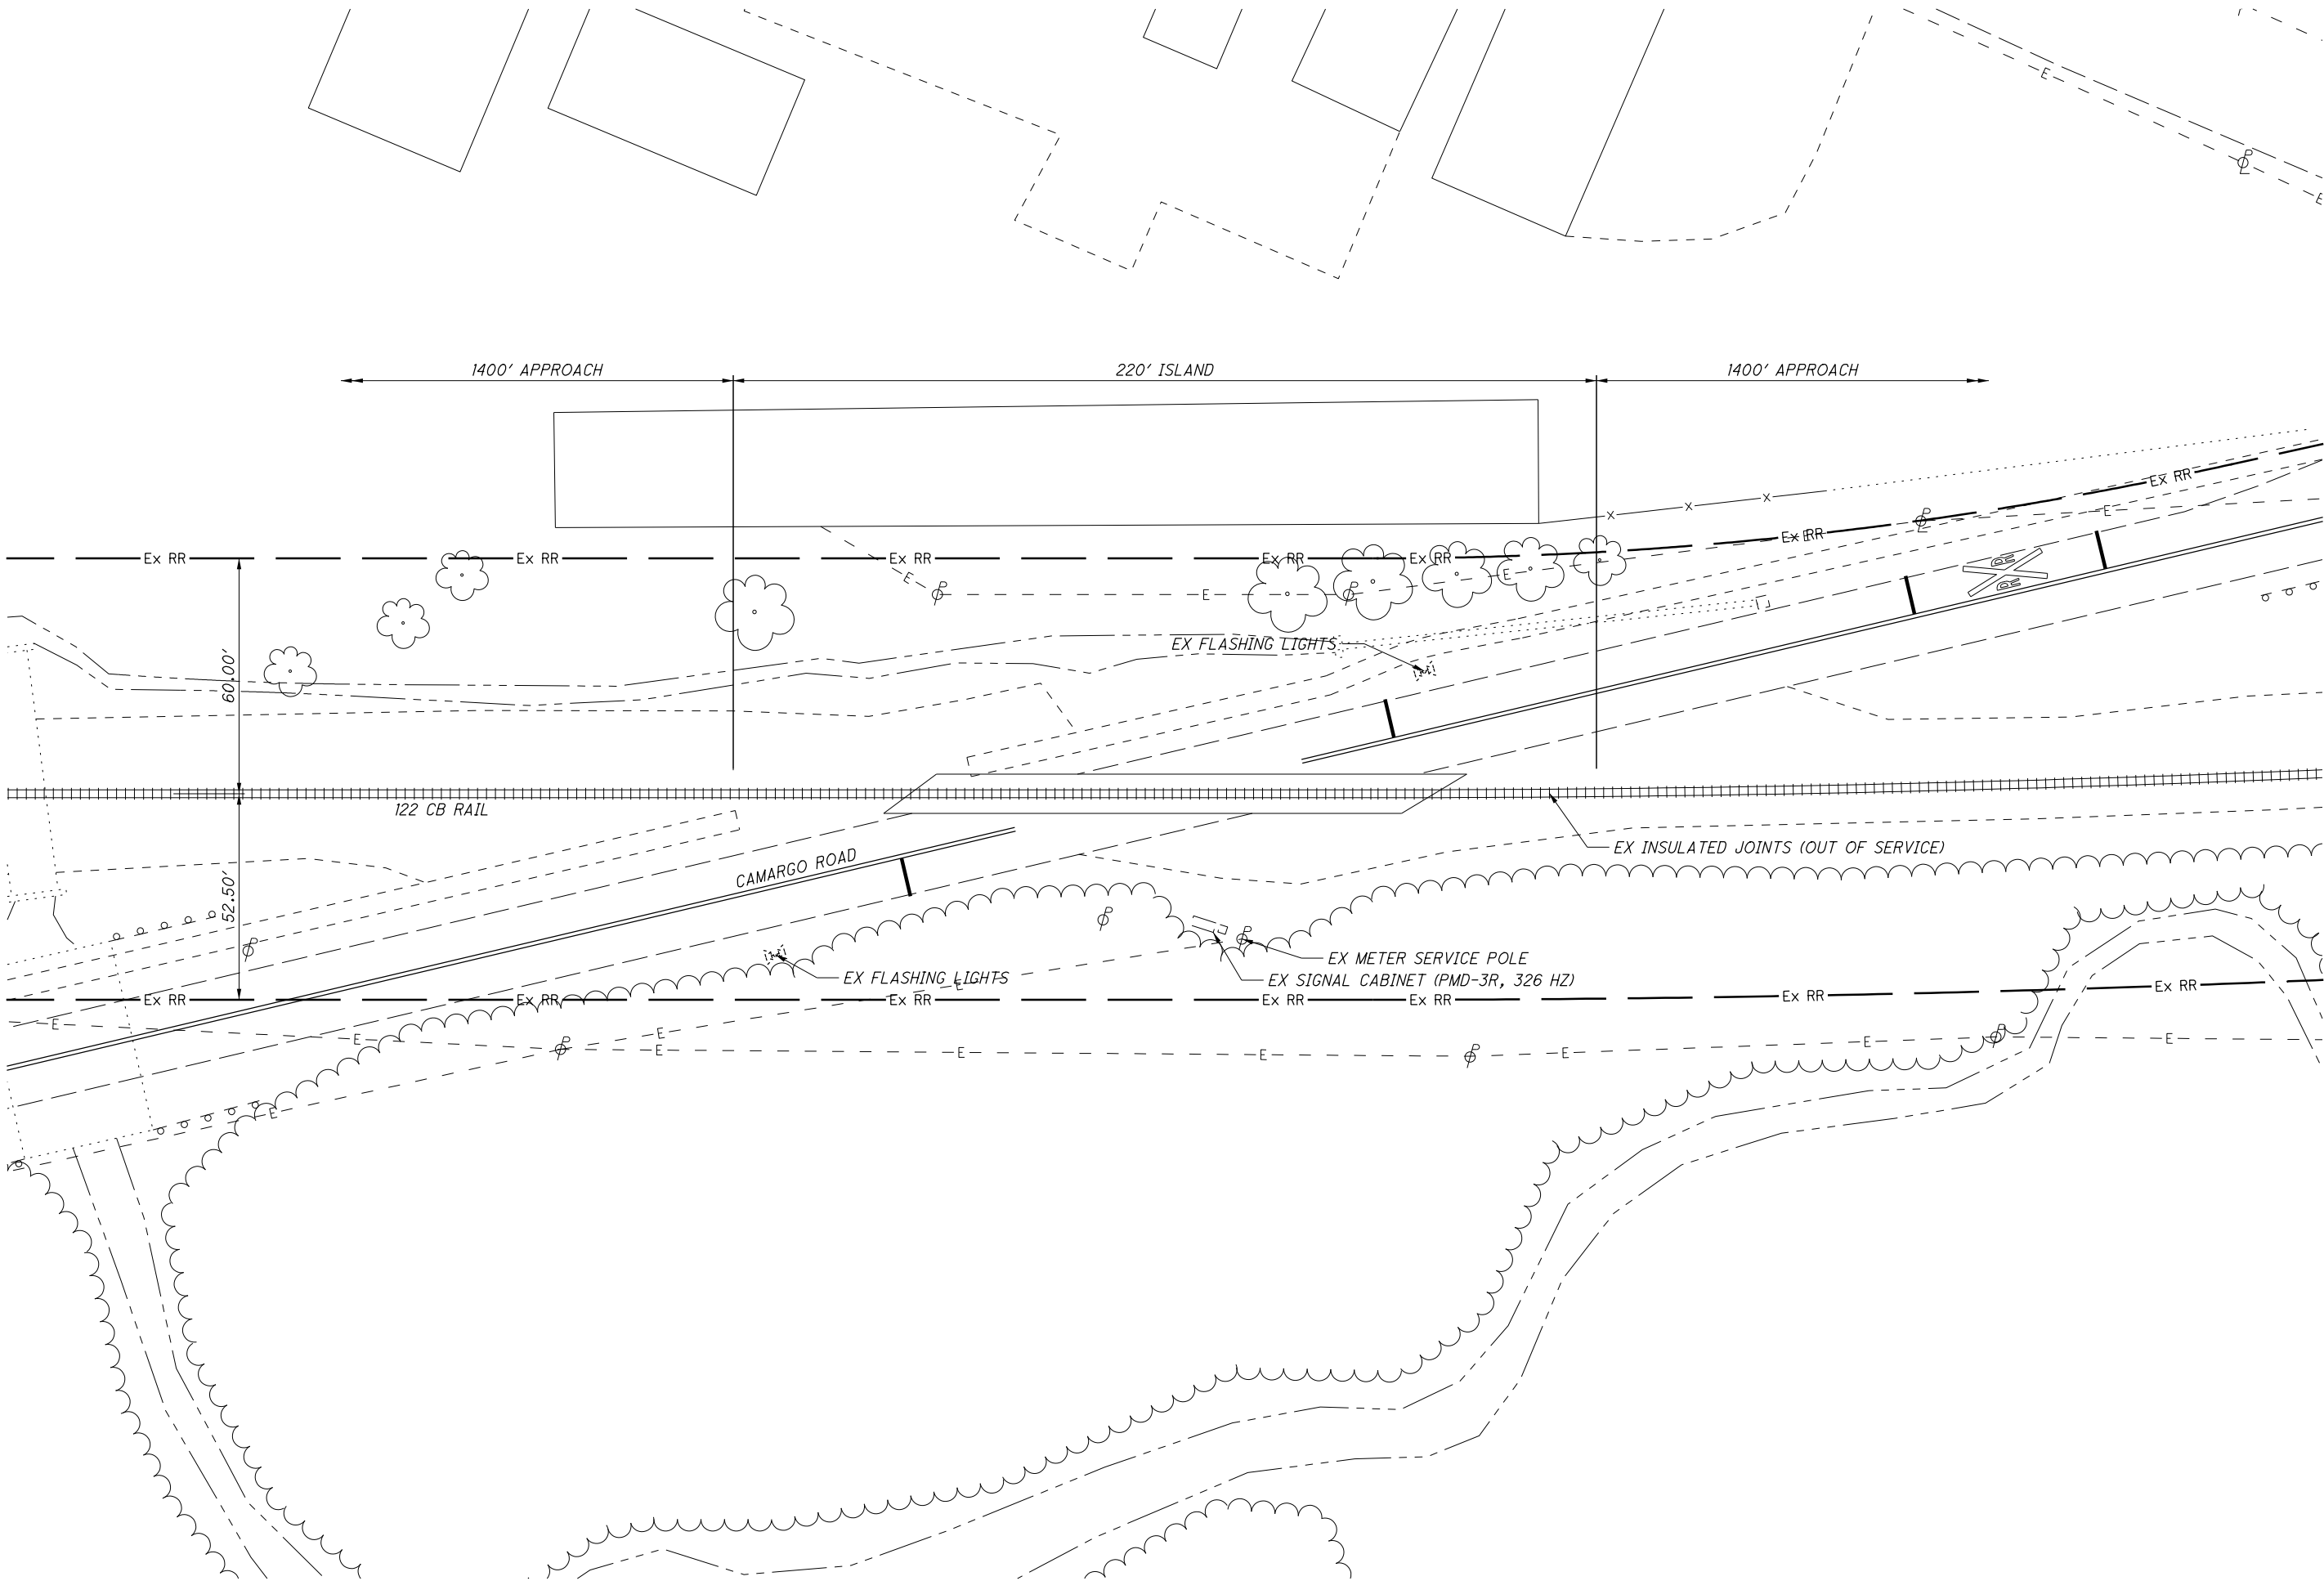 E
E
1400' APPROACH
220' ISLAND
1400' APPROACH
Ex RR
Ex RR
Ex RR
Ex RR
Ex RR
Ex RR
Ex RR
E
E
E
E
E
X X X
R R
60.00'
EX FLASHING LIGHTS
122 CB RAIL
52.50'
CAMARGO ROAD
EX INSULATED JOINTS (OUT OF SERVICE)
EX METER SERVICE POLE
EX FLASHING LIGHTS
EX SIGNAL CABINET (PMD-3R, 326 HZ)
Ex RR
Ex RR
Ex RR
Ex RR
Ex RR
Ex RR
Ex RR
E
E
E
E
E
E
E
E
E
E
E